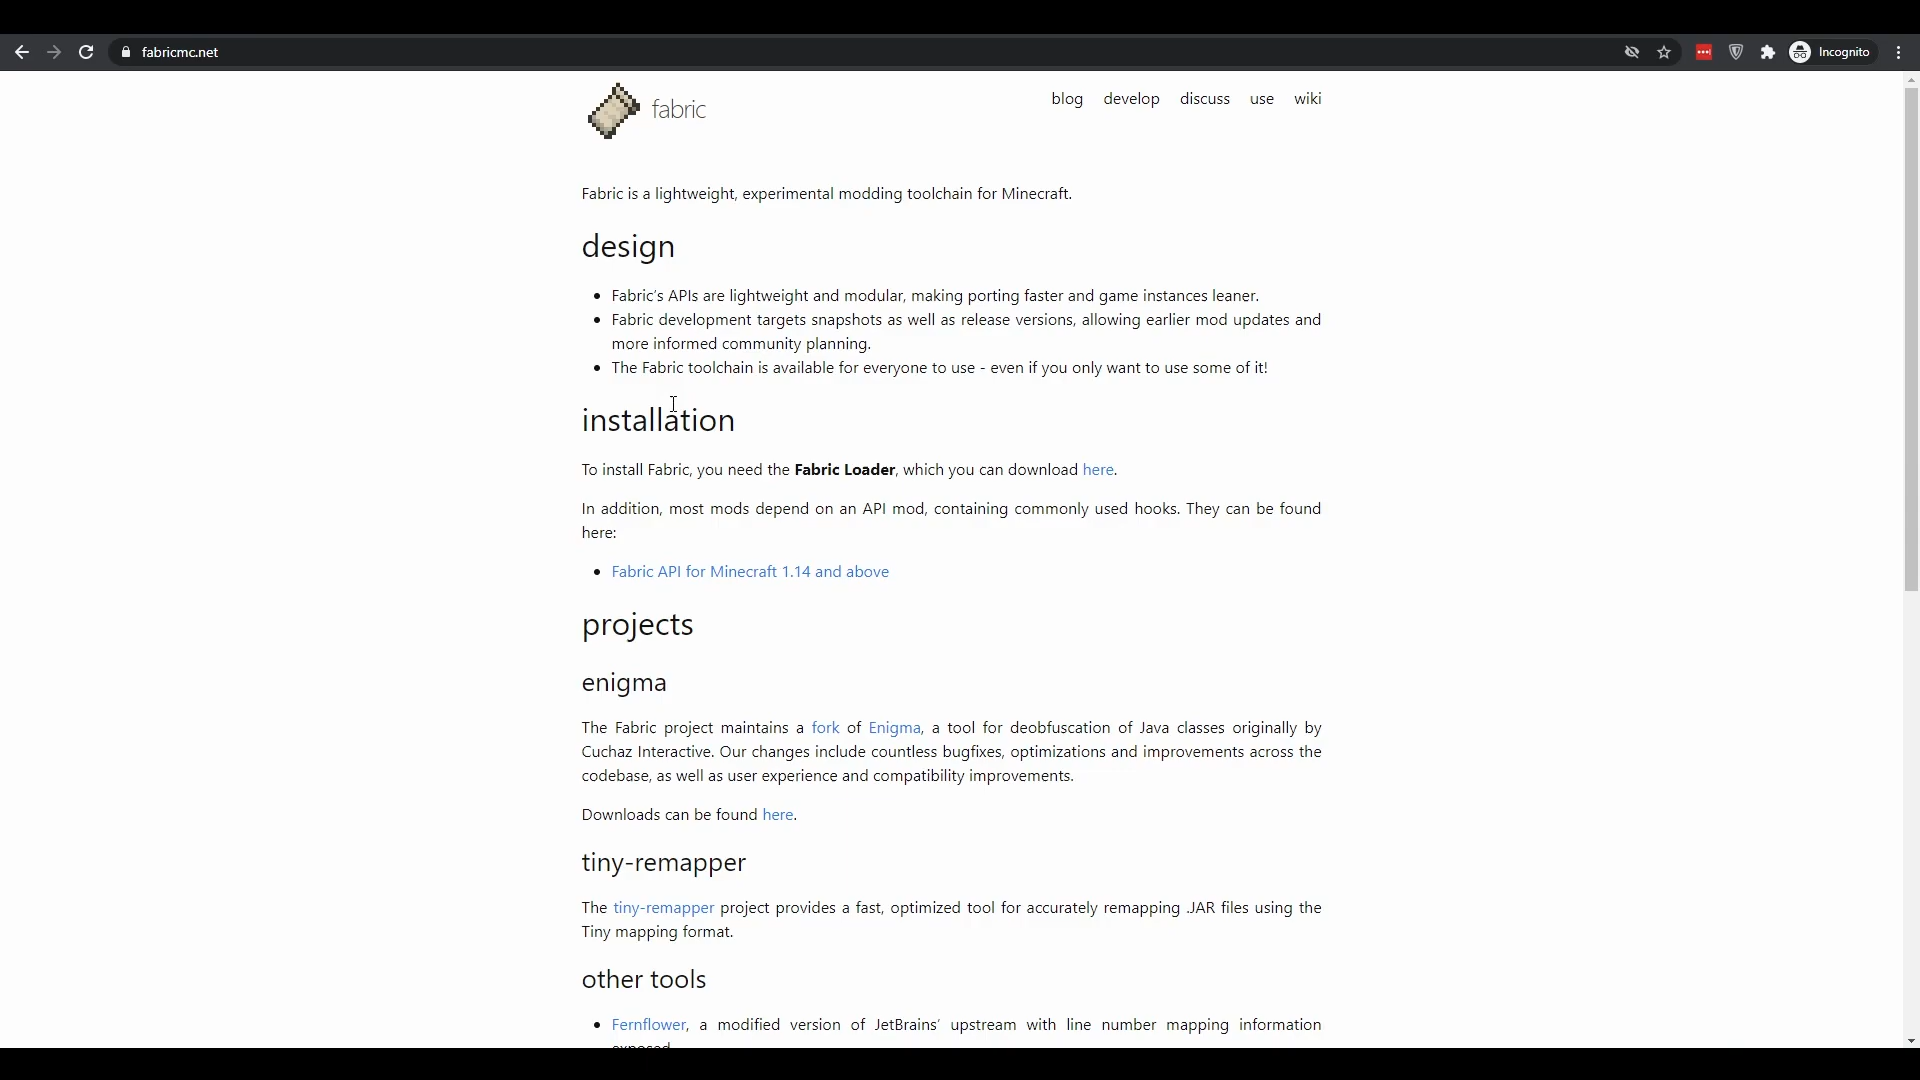 fabricmc.net
Incognito
fabric
blog develop discuss use wiki
Fabric is a lightweight, experimental modding toolchain for Minecraft.
design
• Fabric's APIs are lightweight and modular, making porting faster and game instances leaner.
• Fabric development targets snapshots as well as release versions, allowing earlier mod updates and
more informed community planning.
• The Fabric toolchain is available for everyone to use - even if you only want to use some of it!
installation
To install Fabric, you need the Fabric Loader, which you can download here.
In addition, most mods depend on an API mod, containing commonly used hooks. They can be found
here:
• Fabric API for Minecraft 1.14 and above
projects
enigma
The Fabric project maintains a fork of Enigma, a tool for deobfuscation of Java classes originally by
Cuchaz Interactive. Our changes include countless bugfixes, optimizations and improvements across the
codebase, as well as user experience and compatibility improvements.
Downloads can be found here.
tiny-remapper
The tiny-remapper project provides a fast, optimized tool for accurately remapping .JAR files using the
Tiny mapping format.
other tools
• Fernflower, a modified version of JetBrains' upstream with line number mapping information
exposed